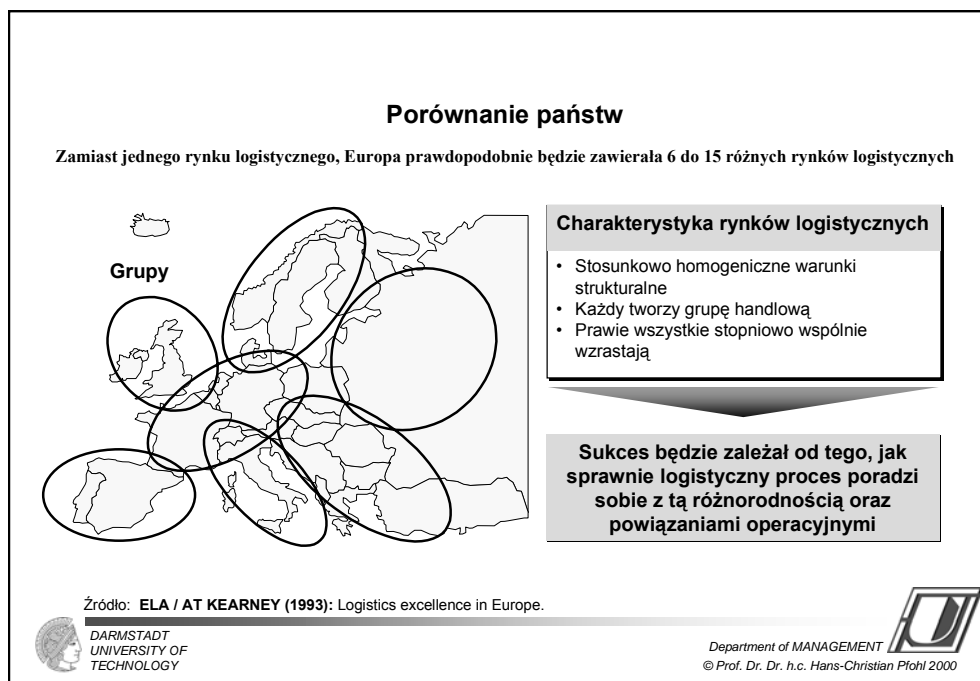 Porównanie państw
Zamiast jednego rynku logistycznego, Europa prawdopodobnie będzie zawierała 6 do 15 różnych rynków logistycznych
Grupy
Charakterystyka rynków logistycznych
• Stosunkowo homogeniczne warunki
strukturalne
• Każdy tworzy grupę handlową
• Prawie wszystkie stopniowo wspólnie
wzrastają
Sukces będzie zależał od tego, jak
sprawnie logistyczny proces poradzi
sobie z tą różnorodnością oraz
powiązaniami operacyjnymi
Źródło: ELA / AT KEARNEY (1993): Logistics excellence in Europe.
DARMSTADT
UNIVERSITY OF
TECHNOLOGY
Department of MANAGEMENT
© Prof. Dr. Dr. h.c. Hans-Christian Pfohl 2000